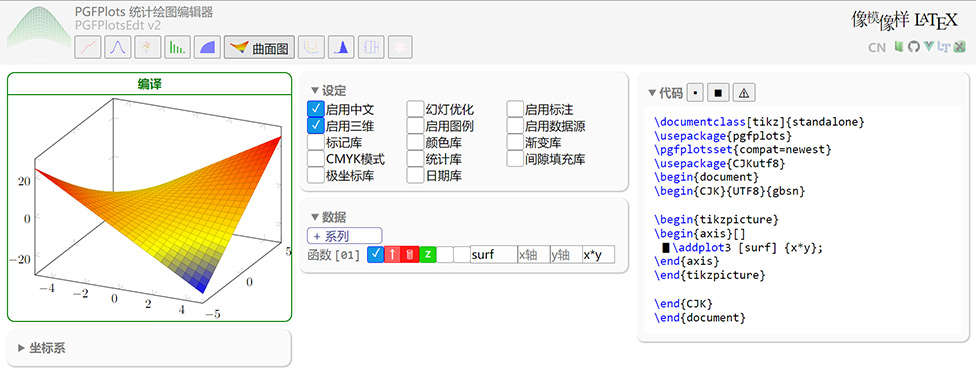 PGFPlots 统计绘图编辑器
PGFPlotsEdt v2
曲面图
像模像样 LATEX
CN
编译
20
0
−20
−4
−2
0
2
4
−5
0
5
▶ 坐标系
▼设定
✓启用中文
幻灯优化
启用标注
✓启用三维
启用图例
启用数据源
标记库
颜色库
渐变库
CMYK模式
统计库
间隙填充库
极坐标库
日期库
▼数据
+ 系列
函数 [01] ✓ ↑ Z surf x轴 y轴 x*y
▼代码
\documentclass[tikz]{standalone}
\usepackage{pgfplots}
\pgfplotsset{compat=newest}
\usepackage{CJKutf8}
\begin{document}
\begin{CJK}{UTF8}{gbsn}
\begin{tikzpicture}
\begin{axis}[]
\addplot3 [surf] {x*y};
\end{axis}
\end{tikzpicture}
\end{CJK}
\end{document}